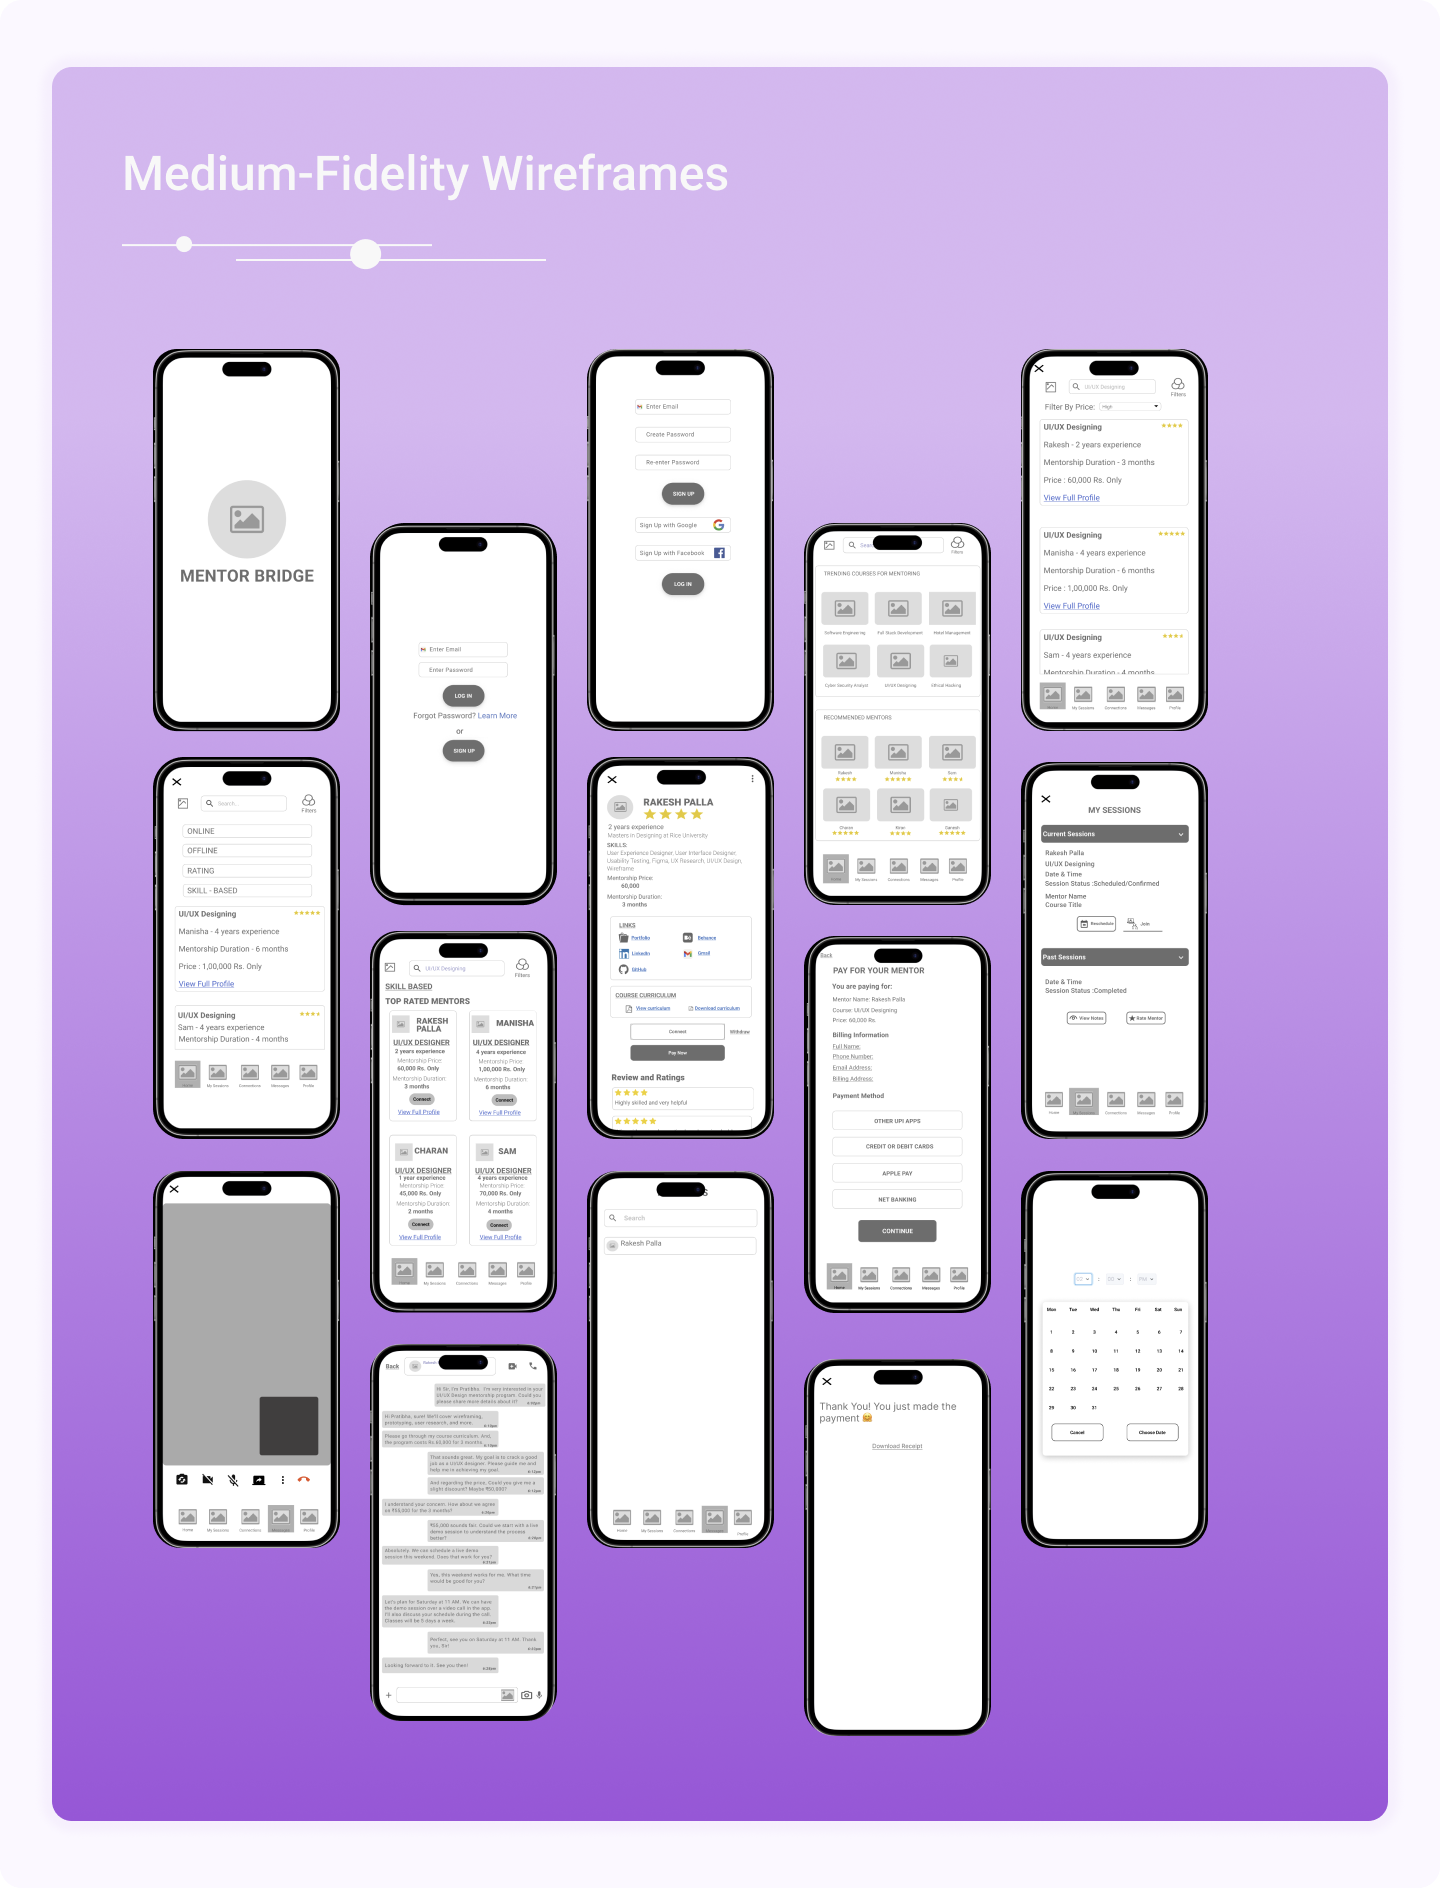 Medium-Fidelity Wireframes
MENTOR BRIDGE
Enter Email
Enter Password
LOG IN
Forgot Password? Learn More
or
SIGN UP
Enter Email
Create Password
Re-enter Password
SIGN UP
Sign Up with Google
Sign Up with Facebook
LOG IN
Filters
TRENDING COURSES FOR MENTORING
Software Engineering
Full Stack Development
Hotel Management
Cyber Security Analyst
UI/UX Designing
Ethical Hacking
RECOMMENDED MENTORS
Rakesh
Manisha
Sam
Charan
Ganesh
Home
My Sessions
Connections
Messages
Profile
UI/UX Designing
Filters
Filter By Price:
High
UI/UX Designing
Rakesh - 2 years experience
Mentorship Duration - 3 months
Price : 60,000 Rs. Only
View Full Profile
UI/UX Designing
Manisha - 4 years experience
Mentorship Duration - 6 months
Price : 1,00,000 Rs. Only
View Full Profile
UI/UX Designing
Sam - 4 years experience
Mentorship Duration - 4 months
Home
My Sessions
Connections
Messages
Profile
Search..
Filters
ONLINE
OFFLINE
RATING
SKILL - BASED
UI/UX Designing
Manisha - 4 years experience
Mentorship Duration - 6 months
Price : 1,00,000 Rs. Only
View Full Profile
UI/UX Designing
Sam - 4 years experience
Mentorship Duration - 4 months
Home
My Sessions
Connections
Messages
Profile
UI/UX Designing
Filters
SKILL BASED
TOP RATED MENTORS
RAKESH
PALLA
UI/UX DESIGNER
2 years experience
Mentorship Price:
60,000 Rs. Only
Mentorship Duration:
3 months
Connect
View Full Profile
MANISHA
UI/UX DESIGNER
4 years experience
Mentorship Price:
1,00,000 Rs. Only
Mentorship Duration:
6 months
Connect
View Full Profile
CHARAN
UI/UX DESIGNER
1 year experience
Mentorship Price:
45,000 Rs. Only
Mentorship Duration:
2 months
Connect
View Full Profile
SAM
UI/UX DESIGNER
4 years experience
Mentorship Price:
70,000 Rs. Only
Mentorship Duration:
4 months
Connect
View Full Profile
Home
My Sessions
Connections
Messages
Profile
RAKESH PALLA
2 years experience
Masters in Designing at Rice University
SKILLS:
User Experience Designer, User Interface Designer,
Usability Testing, Figma, UX Research, UI/UX Design,
Wireframe
Mentorship Price:
60,000
Mentorship Duration:
3 months
LINKS
Portfolio
Behance
LinkedIn
Gmail
GitHub
COURSE CURRICULUM
View curriculum
Download curriculum
Connect
Withdraw
Pay Now
Review and Ratings
Highly skilled and very helpful
Back
PAY FOR YOUR MENTOR
You are paying for:
Mentor Name: Rakesh Palla
Course: UI/UX Designing
Price: 60,000 Rs.
Billing Information
Full Name:
Phone Number:
Email Address:
Billing Address:
Payment Method
OTHER UPI APPS
CREDIT OR DEBIT CARDS
APPLE PAY
NET BANKING
CONTINUE
Home
My Sessions
Connections
Messages
Profile
MY SESSIONS
Current Sessions
Rakesh Palla
UI/UX Designing
Date & Time
Session Status :Scheduled/Confirmed
Mentor Name
Course Title
Reschedule
Join
Past Sessions
Date & Time
Session Status :Completed
View Notes
Rate Mentor
Home
My Sessions
Connections
Messages
Profile
Home
My Sessions
Connections
Messages
Profile
Back
Hi Sir, I'm Pratibha. I'm very interested in your
UI/UX Design mentorship program. Could you
please share more details about it?
Hi Pratibha, sure! We'll cover wireframing,
prototyping, user research, and more.
Please go through my course curriculum. And,
the program costs Rs.60,000 for 3 months.
That sounds great. My goal is to crack a good
job as a UI/UX designer. Please guide me and
help me in achieving my goal.
And regarding the price, Could you give me a
slight discount? Maybe ₹50,000?
I understand your concern. How about we agree
on ₹55,000 for the 3 months?
₹55,000 sounds fair. Could we start with a live
demo session to understand the process
better?
Absolutely. We can schedule a live demo
session this weekend. Does that work for you?
Yes, this weekend works for me. What time
would be good for you?
Let's plan for Saturday at 11 AM. We can have
the demo session over a video call in the app.
I'll also discuss your schedule during the call.
Classes will be 5 days a week.
Perfect, see you on Saturday at 11 AM. Thank
you, Sir!
Looking forward to it. See you then!
Search
Rakesh Palla
Home
My Sessions
Connections
Messages
Profile
Thank You! You just made the
payment 😊
Download Receipt
: 00 : PM
Mon Tue Wed Thu Fri Sat Sun
1 2 3 4 5 6 7
8 9 10 11 12 13 14
15 16 17 18 19 20 21
22 23 24 25 26 27 28
29 30 31
Cancel
Choose Date